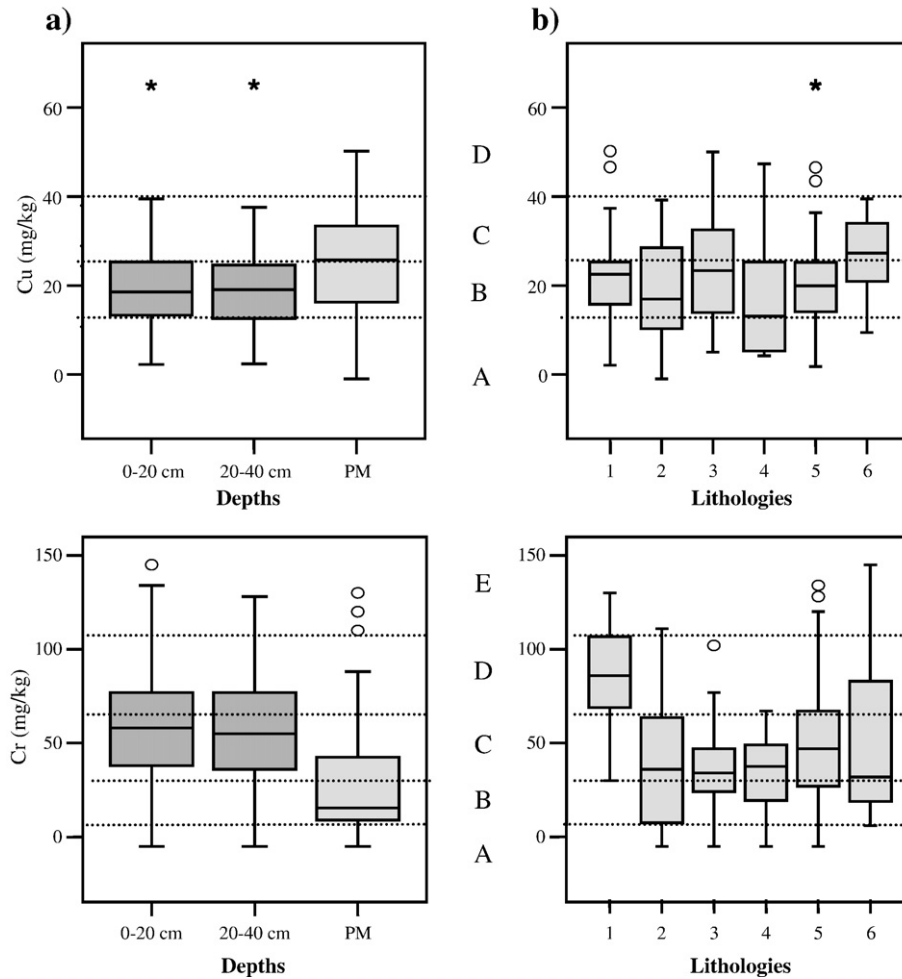 a)
b)
Cu (mg/kg)
60
40
20
0
*
*
0-20 cm 20-40 cm PM
Depths
D
C
B
A
*
1 2 3 4 5 6
Lithologies
60
40
20
0
Cr (mg/kg)
150
100
50
0
0-20 cm 20-40 cm PM
Depths
E
D
C
B
A
150
100
50
0
1 2 3 4 5 6
Lithologies